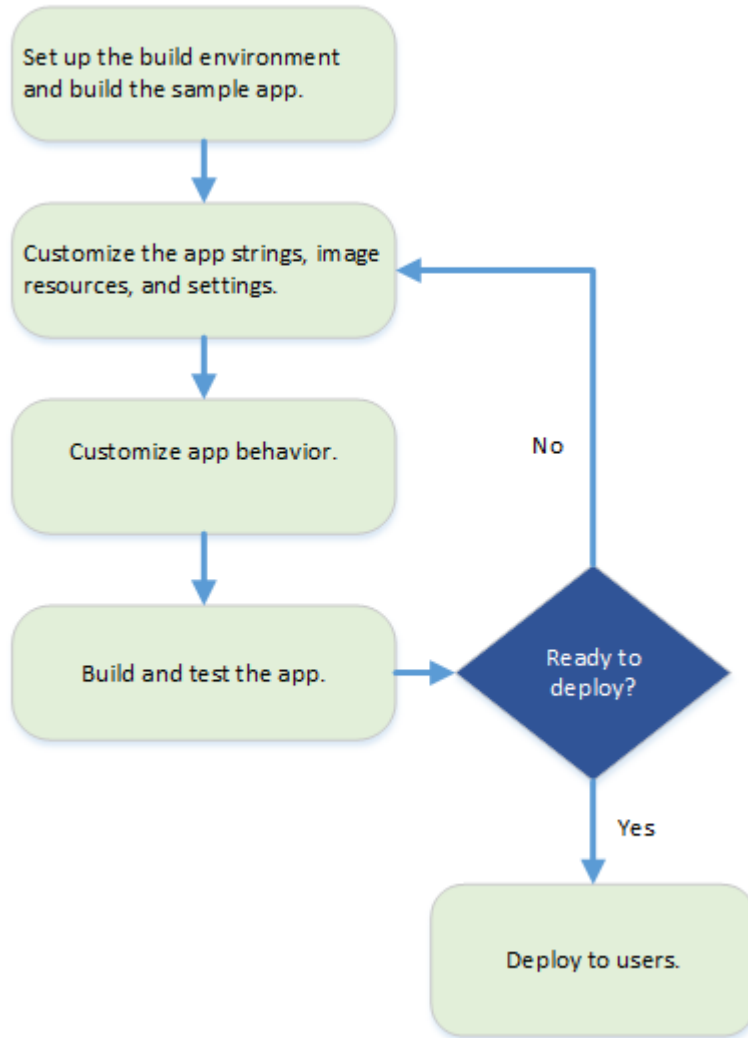 Set up the build environment
and build the sample app.
Customize the app strings, image
resources, and settings.
Customize app behavior.
No
Build and test the app.
Ready to
deploy?
Yes
Deploy to users.